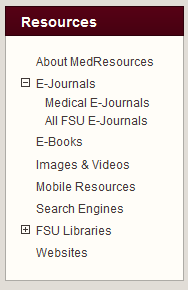 Resources
About MedResources
E-Journals
Medical E-Journals
All FSU E-Journals
E-Books
Images & Videos
Mobile Resources
Search Engines
FSU Libraries
Websites